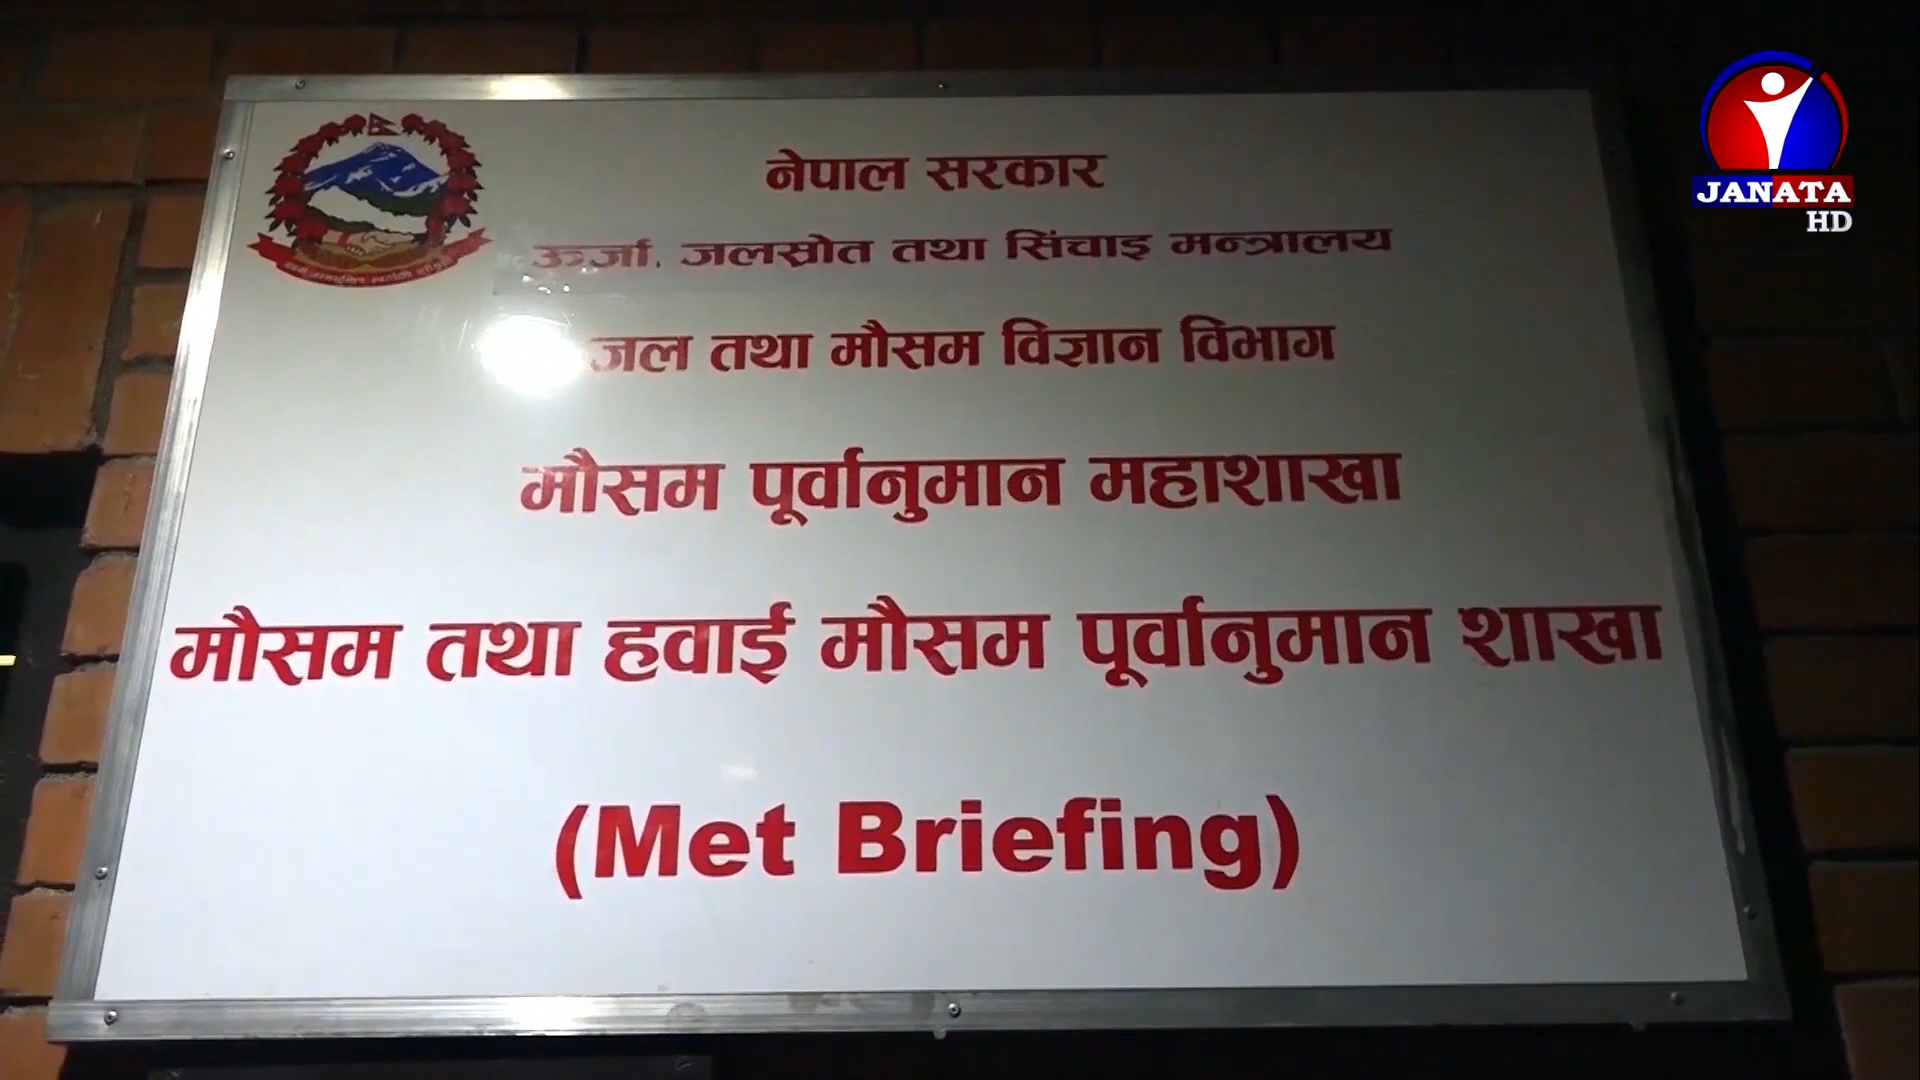 नेपाल सरकार
ऊर्जा, जलस्रोत तथा सिंचाइ मन्त्रालय
जल तथा मौसम विज्ञान विभाग
मौसम पूर्वानुमान महाशाखा
मौसम तथा हवाई मौसम पूर्वानुमान शाखा
(Met Briefing)
JANATA
HD